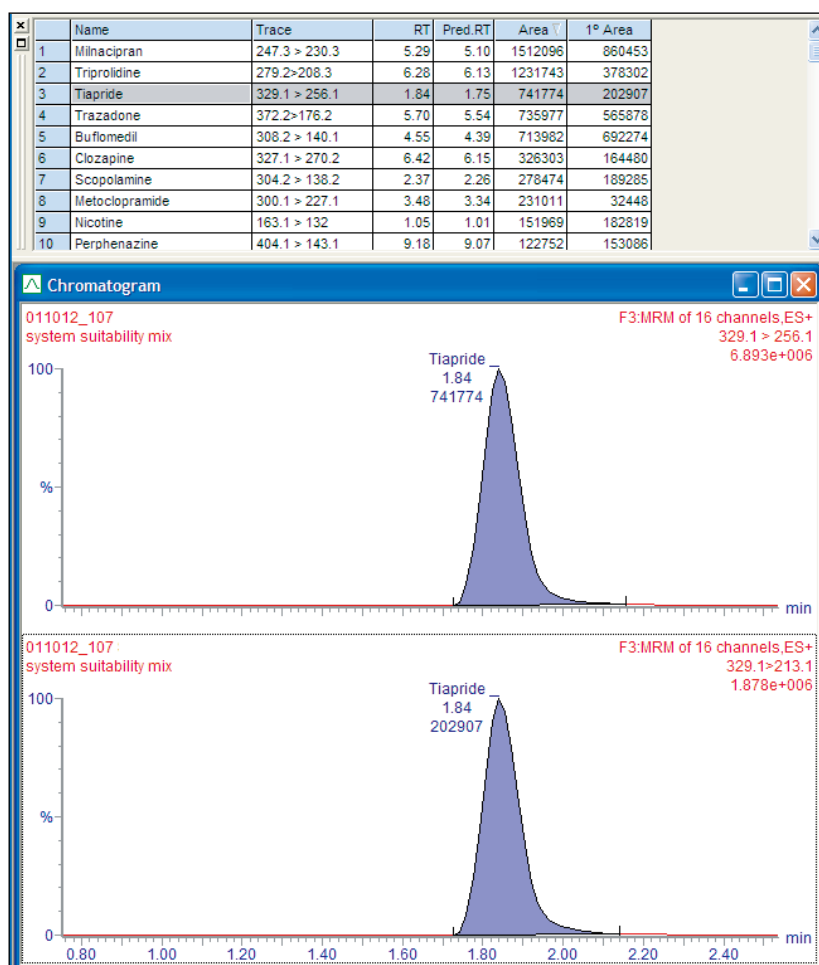 Name Trace RT Pred.RT Area 1º Area
1 Milnacipran 247.3 > 230.3 5.29 5.10 1512096 860453
2 Triprolidine 279.2>208.3 6.28 6.13 1231743 378302
3 Tiapride 329.1 > 256.1 1.84 1.75 741774 202907
4 Trazadone 372.2>176.2 5.70 5.54 735977 565878
5 Buflomedil 308.2 > 140.1 4.55 4.39 713982 692274
6 Clozapine 327.1 > 270.2 6.42 6.15 326303 164480
7 Scopolamine 304.2 > 138.2 2.37 2.26 278474 189285
8 Metoclopramide 300.1 > 227.1 3.48 3.34 231011 32448
9 Nicotine 163.1 > 132 1.05 1.01 151969 182819
10 Perphenazine 404.1 > 143.1 9.18 9.07 122752 153086
Chromatogram
011012_107 F3:MRM of 16 channels,ES+
system suitability mix 329.1 > 256.1
6.893e+006
Tiapride
1.84
741774
100
%
0
min
011012_107 F3:MRM of 16 channels,ES+
system suitability mix 329.1>213.1
1.878e+006
Tiapride
1.84
202907
100
%
0
min
0.80 1.00 1.20 1.40 1.60 1.80 2.00 2.20 2.40